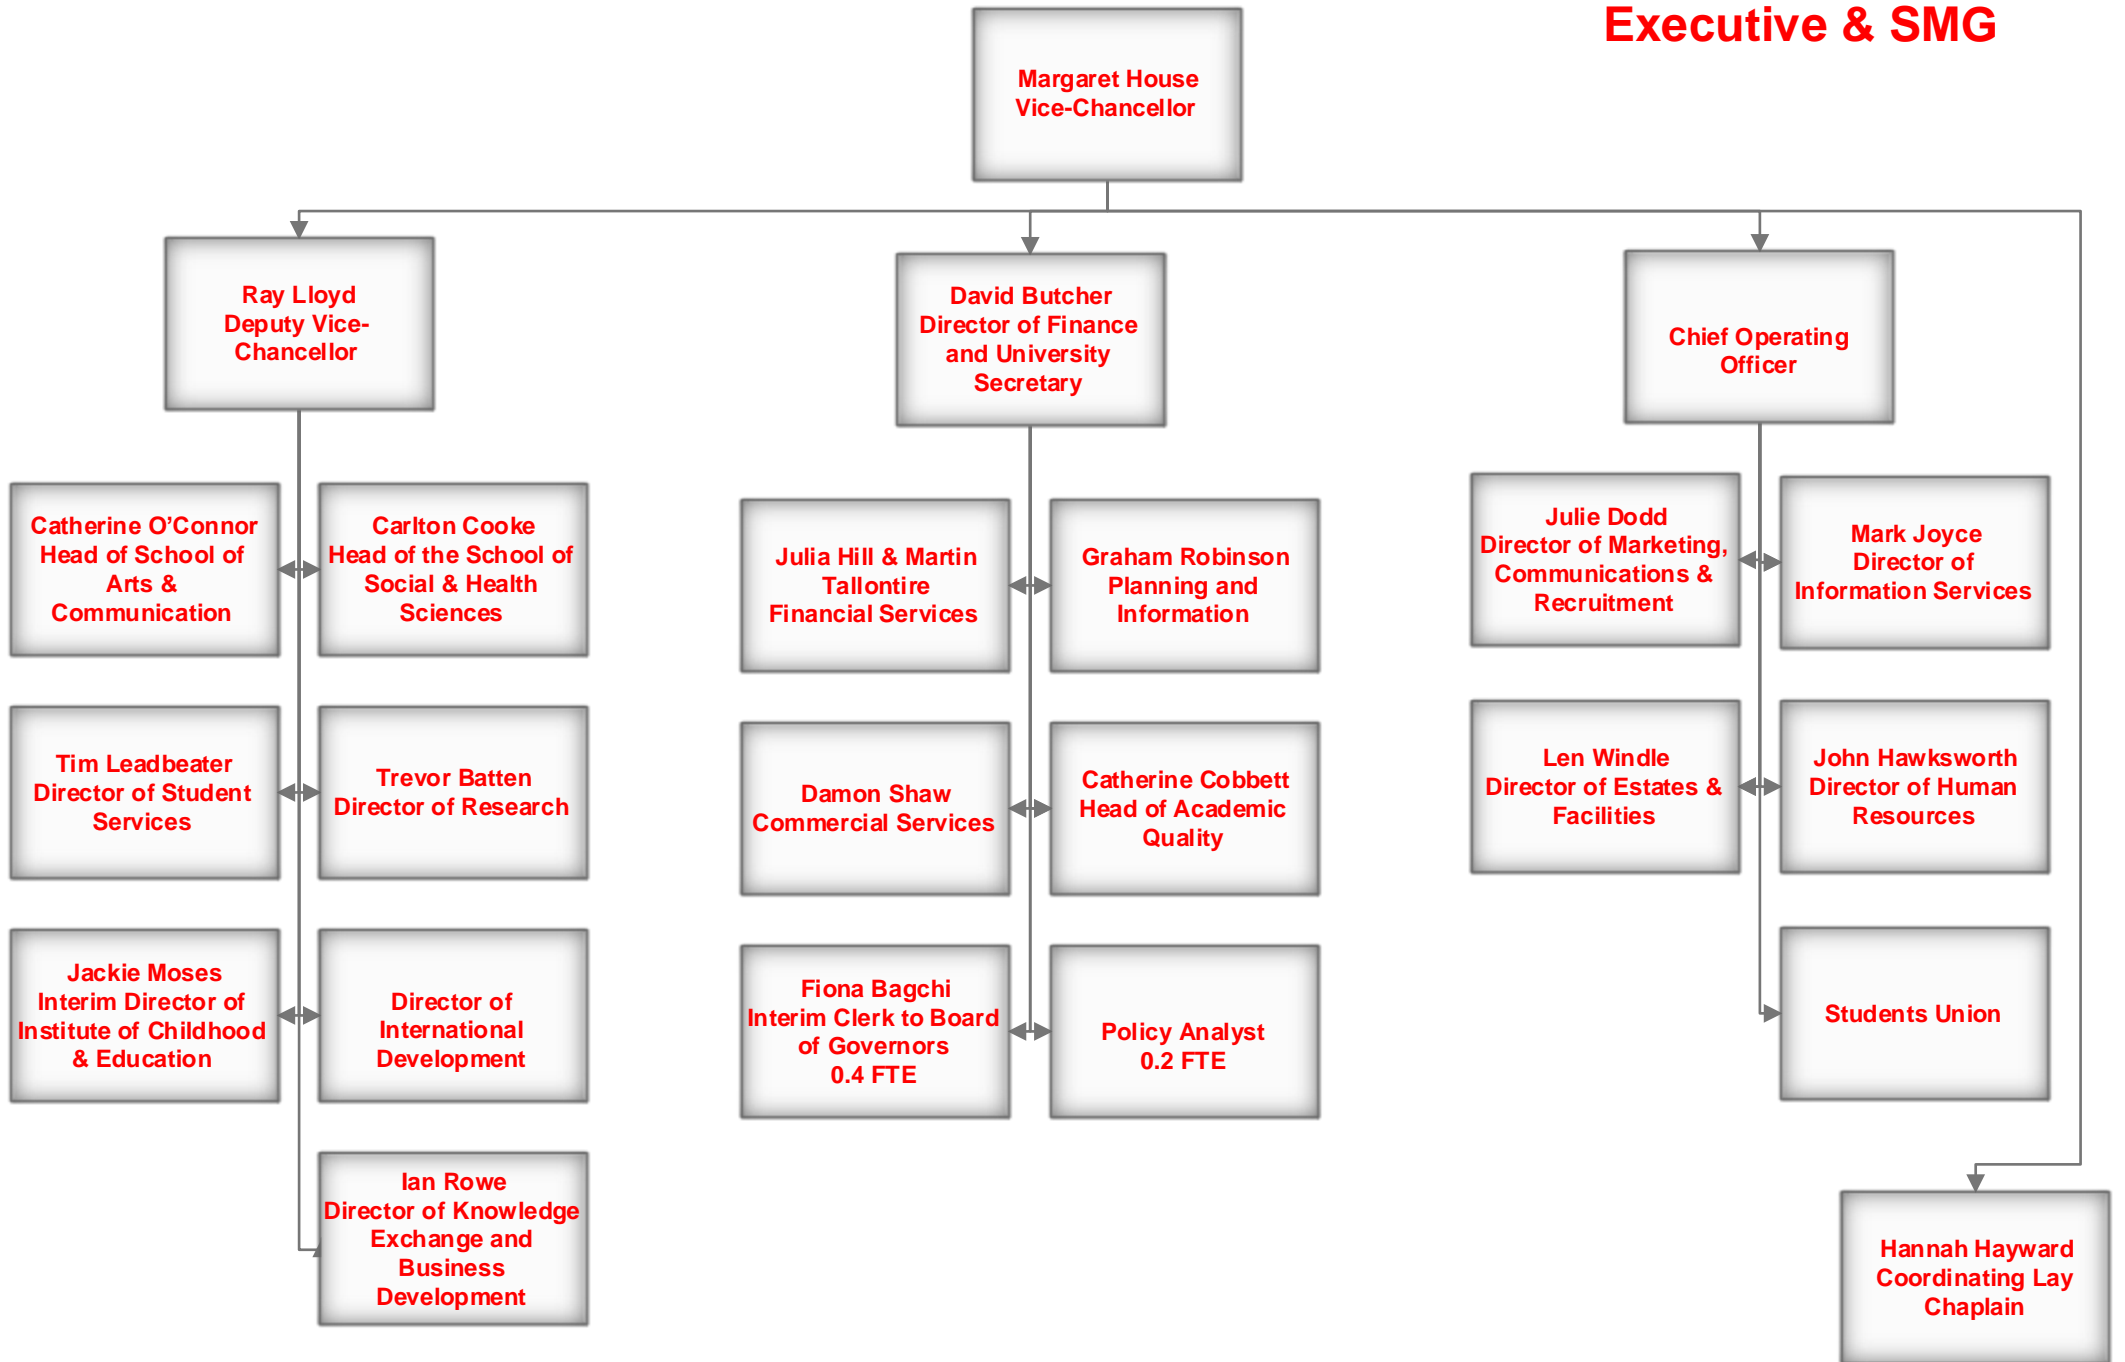 Executive & SMG
Margaret House
Vice-Chancellor
Ray Lloyd
Deputy Vice-
Chancellor
David Butcher
Director of Finance
and University
Secretary
Chief Operating
Officer
Catherine O’Connor
Head of School of
Arts &
Communication
Carlton Cooke
Head of the School of
Social & Health
Sciences
Julia Hill & Martin
Tallontire
Financial Services
Graham Robinson
Planning and
Information
Julie Dodd
Director of Marketing,
Communications &
Recruitment
Mark Joyce
Director of
Information Services
Tim Leadbeater
Director of Student
Services
Trevor Batten
Director of Research
Damon Shaw
Commercial Services
Catherine Cobbett
Head of Academic
Quality
Len Windle
Director of Estates &
Facilities
John Hawksworth
Director of Human
Resources
Jackie Moses
Interim Director of
Institute of Childhood
& Education
Director of
International
Development
Fiona Bagchi
Interim Clerk to Board
of Governors
0.4 FTE
Policy Analyst
0.2 FTE
Students Union
Ian Rowe
Director of Knowledge
Exchange and
Business
Development
Hannah Hayward
Coordinating Lay
Chaplain